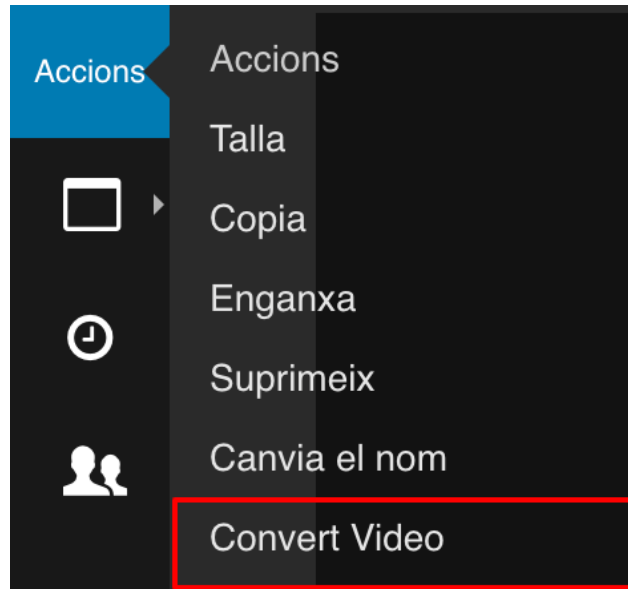 Accions
Accions
Talla
Copia
Enganxa
Suprimeix
Canvia el nom
Convert Video